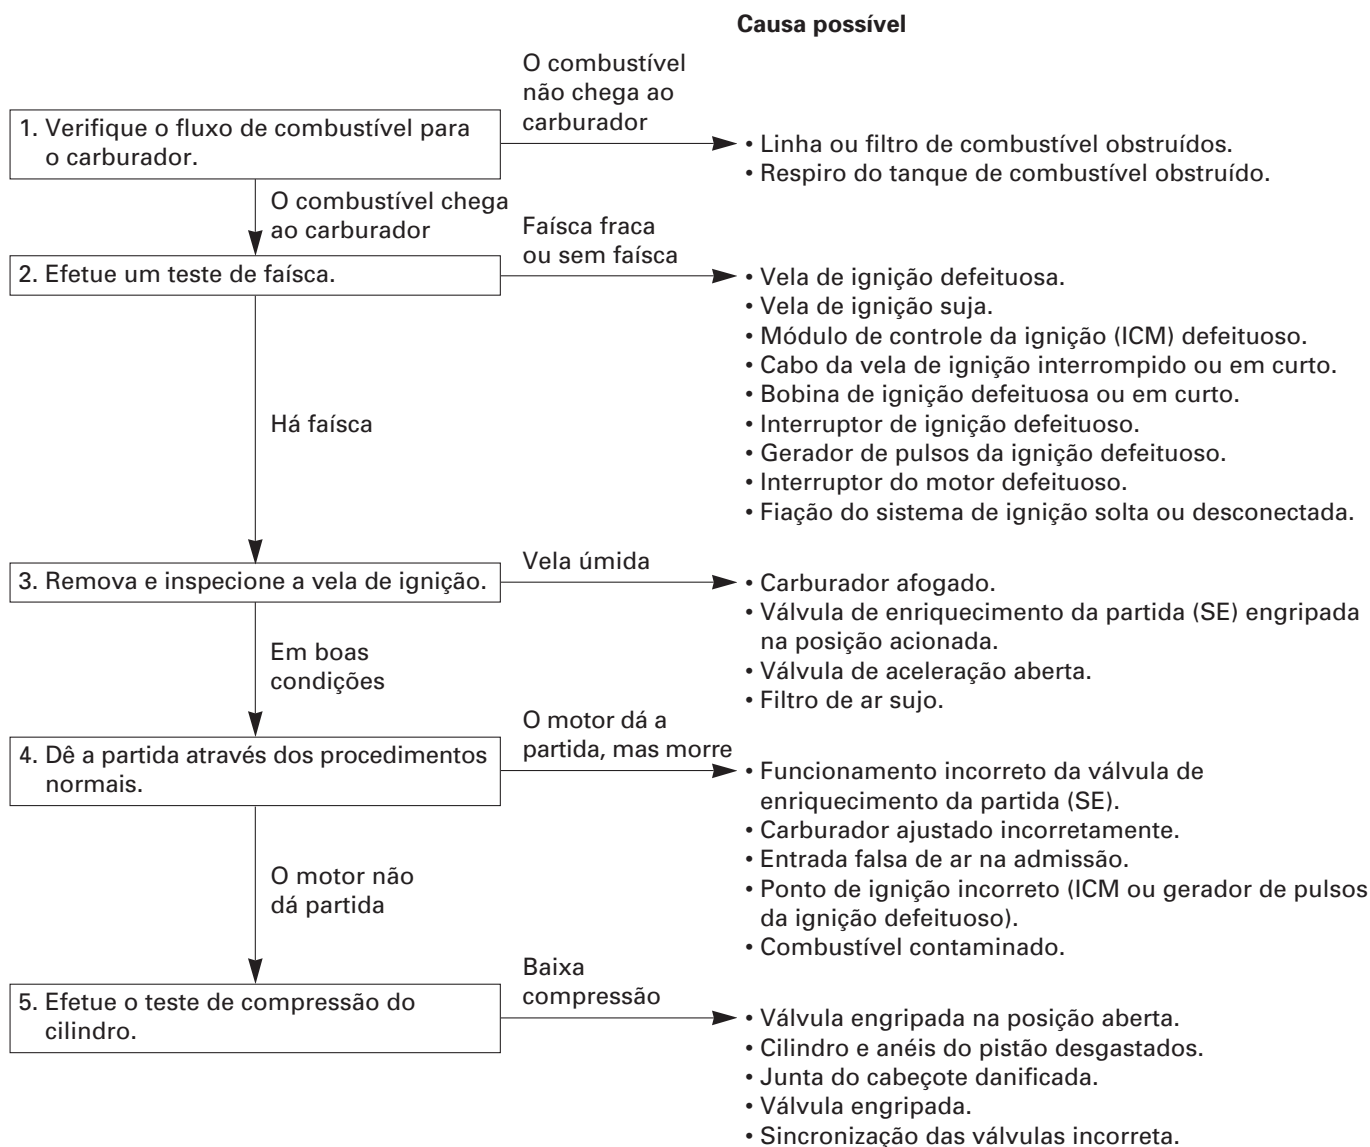 Causa possível
O combustível
não chega ao
carburador
1. Verifique o fluxo de combustível para
o carburador.
• Linha ou filtro de combustível obstruídos.
• Respiro do tanque de combustível obstruído.
O combustível chega
ao carburador
Faísca fraca
ou sem faísca
2. Efetue um teste de faísca.
• Vela de ignição defeituosa.
• Vela de ignição suja.
• Módulo de controle da ignição (ICM) defeituoso.
• Cabo da vela de ignição interrompido ou em curto.
• Bobina de ignição defeituosa ou em curto.
• Interruptor de ignição defeituoso.
• Gerador de pulsos da ignição defeituoso.
• Interruptor do motor defeituoso.
• Fiação do sistema de ignição solta ou desconectada.
Há faísca
Vela úmida
3. Remova e inspecione a vela de ignição.
• Carburador afogado.
• Válvula de enriquecimento da partida (SE) engripada
na posição acionada.
• Válvula de aceleração aberta.
• Filtro de ar sujo.
Em boas
condições
O motor dá a
partida, mas morre
4. Dê a partida através dos procedimentos
normais.
• Funcionamento incorreto da válvula de
enriquecimento da partida (SE).
• Carburador ajustado incorretamente.
• Entrada falsa de ar na admissão.
• Ponto de ignição incorreto (ICM ou gerador de pulsos
da ignição defeituoso).
• Combustível contaminado.
O motor não
dá partida
Baixa
compressão
5. Efetue o teste de compressão do
cilindro.
• Válvula engripada na posição aberta.
• Cilindro e anéis do pistão desgastados.
• Junta do cabeçote danificada.
• Válvula engripada.
• Sincronização das válvulas incorreta.